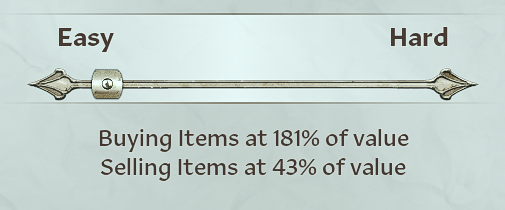 Easy Hard
Buying Items at 181% of value
Selling Items at 43% of value